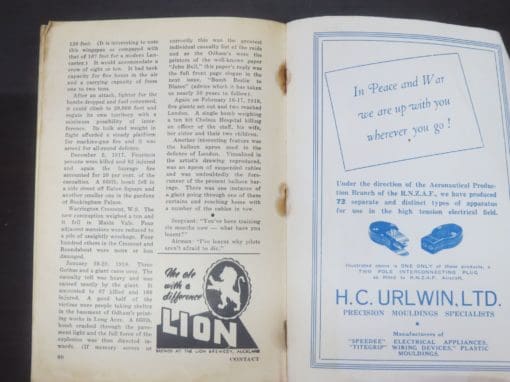 138 feet (It is interesting to note
this wingspan as compared with
that of 102 feet for a modern Lan-
caster.) It would accommodate a
crew of eight or ten. It had tank
capacity for five hours in the air
and a carrying capacity of from
one to two tons.
After an attack, lighter for the
bombs dropped and fuel consumed,
it could climb to 20,000 feet and
regain its own territory with a
minimum possibility of inter-
ference. Its bulk and weight in
flight afforded a steady platform
for machine-gun fire and it was
armed for all-round defence.
December 5, 1917. Fourteen
persons were killed and 62 injured
and again the barrage fire
accounted for 20 per cent. of the
casualties. A 660lb. bomb fell in
a side street off Eaton Square and
another smaller one in the gardens
of Buckingham Palace.
Warrington Crescent, W.9. The
new conception weighed a ton and
it fell in Maida Vale. Four
adjacent mansions were reduced to
a pile of unsightly wreckage. Four
hundred others in the Crescent and
Roundabout were more or less
damaged.
January 28-29, 1918. Three
Gothas and a giant came over. The
casualty toll was heavy and was
caused mostly by the giant. It
accounted for 67 killed and 166
injured. A good half of the
victims were people taking shelter
in the basement of Odham's print-
ing works in Long Acre. A 660lb.
bomb crashed through the pave-
ment light and the full force of the
explosion was thus directed in-
wards. (If memory serves us
60
correctly this was the greatest
individual casualty list of the raids
and as the Odham's were the
printers of the well-known paper
"John Bull," this paper's reply was
the full front page slogan in the
next issue, "Bomb Berlin to
Blazes" (advice which it has taken
us nearly 30 years to follow).
Again on February 16-17, 1918,
five giants set out and two reached
London. A single bomb weighing
a ton hit Chelsea Hospital killing
an officer of the staff, his wife,
her sister and their two children.
Another interesting feature was
the balloon apron used in the
defence of London. Visualised in
the artist's drawing reproduced,
was an apron of suspended cables
and was undoubtedly the fore-
runner of the present balloon bar-
rage. There was one instance of
a giant going through one of these
curtains and reaching home with
a number of the cables in tow.
Sergeant: "You've been training
six months now — what have you
learnt?"
Airman: "I've learnt why pilots
aren't afraid to die."
The ale
with a
difference
LION
BREWED AT THE LION BREWERY, AUCKLAND
CONTACT
In Peace and War
we are up with you
wherever you go!
Under the direction of the Aeronautical Produc-
tion Branch of the R.N.Z.A.F., we have produced
72 separate and distinct types of apparatus
for use in the high tension electrical field.
Illustrated above is ONE ONLY of these products, a
TWO POLE INTERCONNECTING PLUG
as fitted to R.N.Z.A.F. Aircraft.
H.C. URLWIN, LTD.
PRECISION MOULDINGS SPECIALISTS
Manufacturers of
"SPEEDEE" ELECTRICAL APPLIANCES,
"TITEGRIP" WIRING DEVICES, PLASTIC
MOULDINGS.